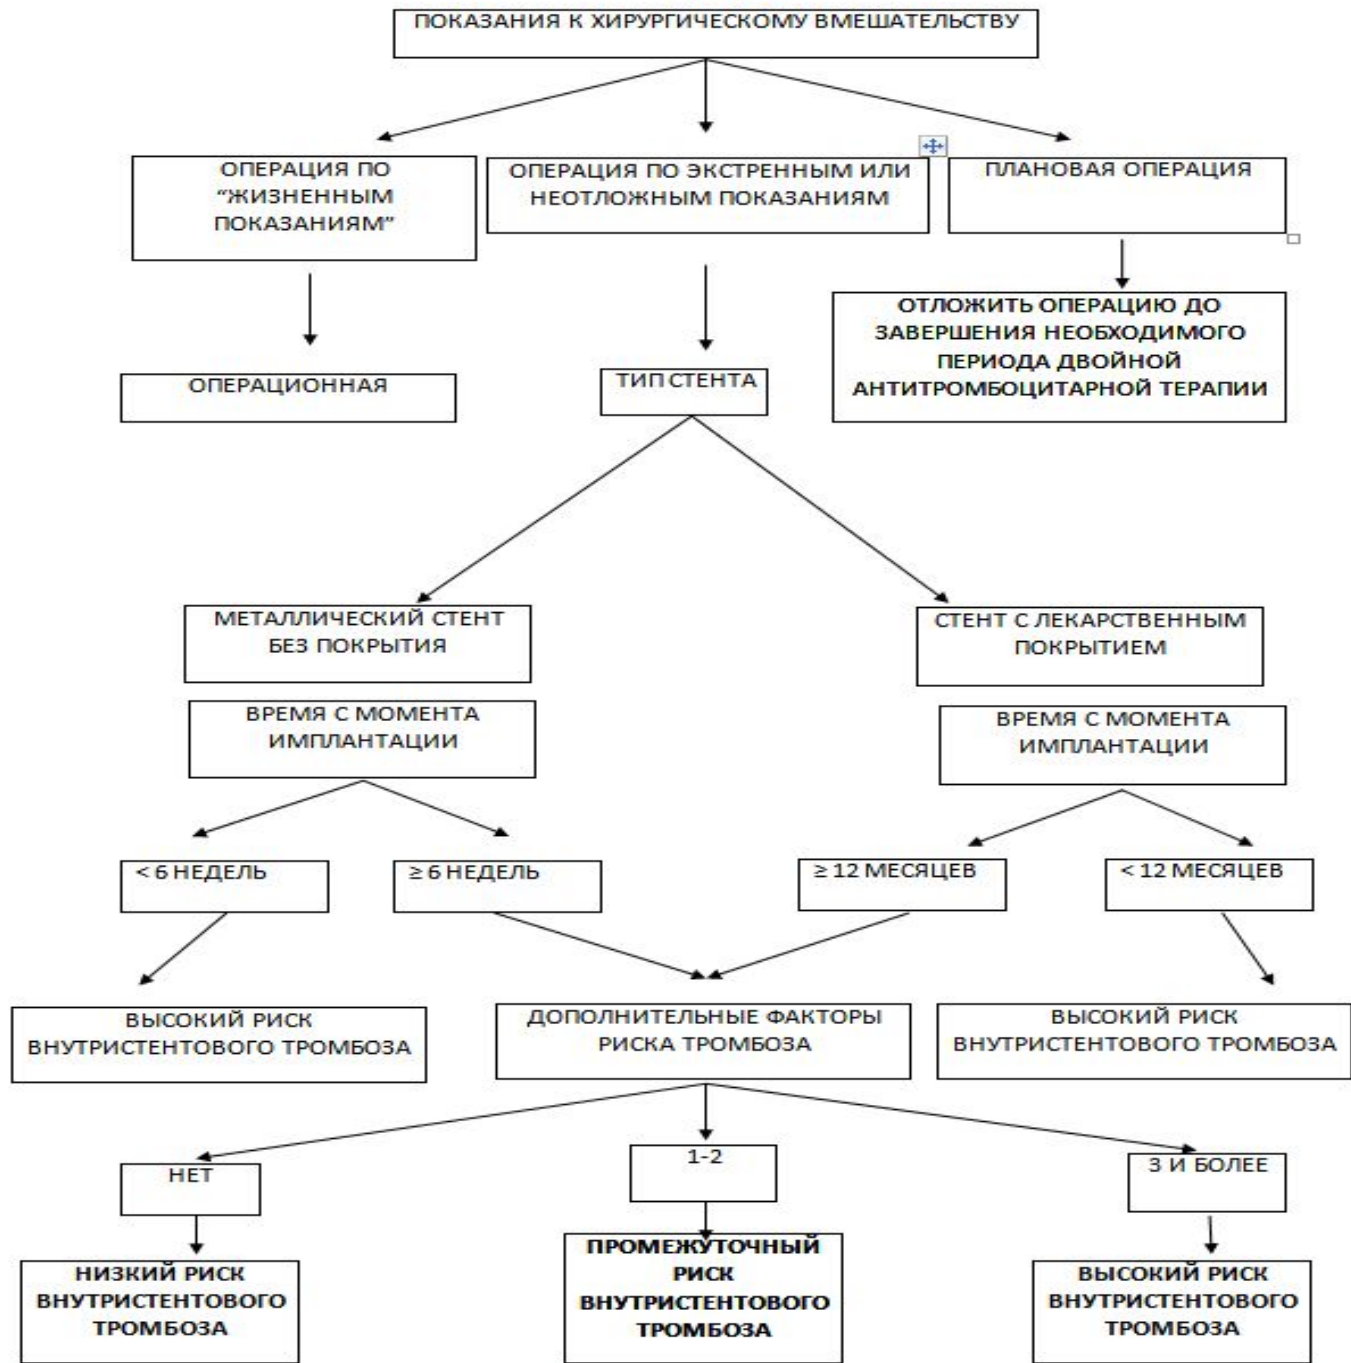 ПОКАЗАНИЯ К ХИРУРГИЧЕСКОМУ ВМЕШАТЕЛЬСТВУ
ОПЕРАЦИЯ ПО
“ЖИЗНЕННЫМ
ПОКАЗАНИЯМ”
ОПЕРАЦИЯ ПО ЭКСТРЕННЫМ ИЛИ
НЕОТЛОЖНЫМ ПОКАЗАНИЯМ
ПЛАНОВАЯ ОПЕРАЦИЯ
ОПЕРАЦИОННАЯ
ТИП СТЕНТА
ОТЛОЖИТЬ ОПЕРАЦИЮ ДО
ЗАВЕРШЕНИЯ НЕОБХОДИМОГО
ПЕРИОДА ДВОЙНОЙ
АНТИТРОМБОЦИТАРНОЙ ТЕРАПИИ
МЕТАЛЛИЧЕСКИЙ СТЕНТ
БЕЗ ПОКРЫТИЯ
СТЕНТ С ЛЕКАРСТВЕННЫМ
ПОКРЫТИЕМ
ВРЕМЯ С МОМЕНТА
ИМПЛАНТАЦИИ
ВРЕМЯ С МОМЕНТА
ИМПЛАНТАЦИИ
< 6 НЕДЕЛЬ
≥ 6 НЕДЕЛЬ
≥ 12 МЕСЯЦЕВ
< 12 МЕСЯЦЕВ
ВЫСОКИЙ РИСК
ВНУТРИСТЕНТОВОГО ТРОМБОЗА
ДОПОЛНИТЕЛЬНЫЕ ФАКТОРЫ
РИСКА ТРОМБОЗА
ВЫСОКИЙ РИСК
ВНУТРИСТЕНТОВОГО ТРОМБОЗА
НЕТ
1-2
3 И БОЛЕЕ
НИЗКИЙ РИСК
ВНУТРИСТЕНТОВОГО
ТРОМБОЗА
ПРОМЕЖУТОЧНЫЙ
РИСК
ВНУТРИСТЕНТОВОГО
ТРОМБОЗА
ВЫСОКИЙ РИСК
ВНУТРИСТЕНТОВОГО
ТРОМБОЗА